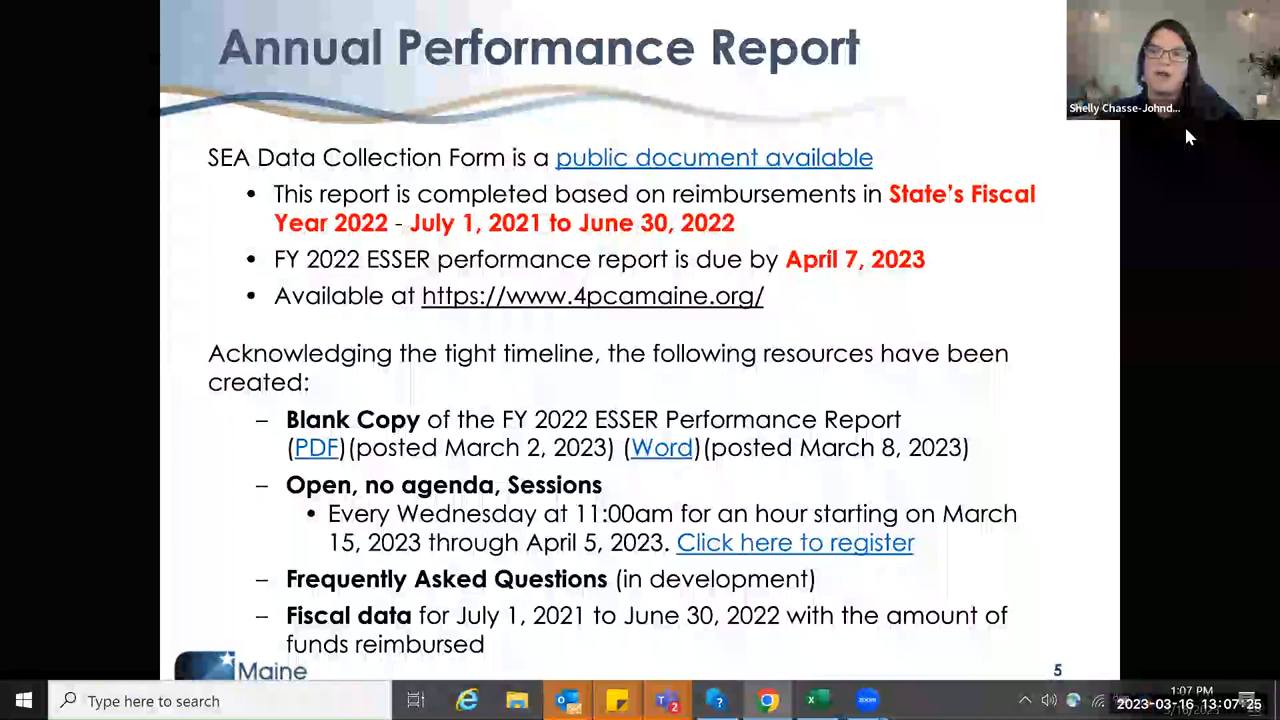 Annual Performance Report
Shelly Chasse-Johnd...
SEA Data Collection Form is a public document available
• This report is completed based on reimbursements in State's Fiscal
Year 2022 - July 1, 2021 to June 30, 2022
• FY 2022 ESSER performance report is due by April 7, 2023
• Available at https://www.4pcamaine.org/
Acknowledging the tight timeline, the following resources have been
created:
– Blank Copy of the FY 2022 ESSER Performance Report
(PDF)(posted March 2, 2023) (Word)(posted March 8, 2023)
– Open, no agenda, Sessions
• Every Wednesday at 11:00am for an hour starting on March
15, 2023 through April 5, 2023. Click here to register
– Frequently Asked Questions (in development)
– Fiscal data for July 1, 2021 to June 30, 2022 with the amount of
funds reimbursed
Maine
5
Type here to search
2
zoom
1:07 PM
2023-03-16 13:07:25